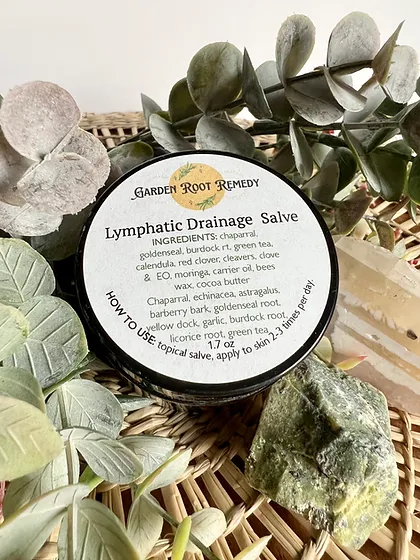 GARDEN ROOT REMEDY
Lymphatic Drainage Salve
INGREDIENTS: chaparral,
goldenseal, burdock rt, green tea,
calendula, red clover, cleavers, clove
& EO, moringa, carrier oil, bees
wax, cocoa butter
Chaparral, echinacea, astragalus,
barberry bark, goldenseal root,
yellow dock, garlic, burdock root,
licorice root, green tea
1.7 oz
HOW TO USE: topical salve, apply to skin 2-3 times per day.